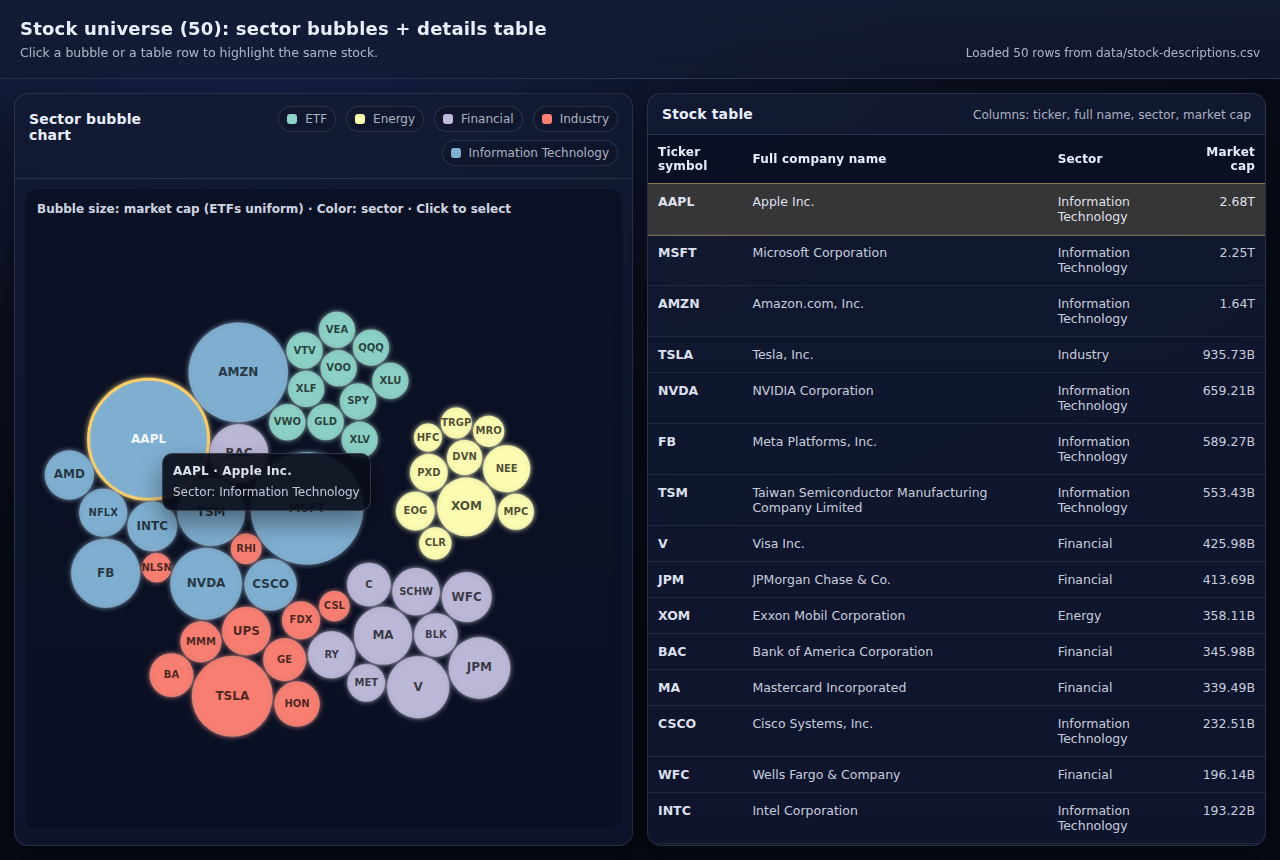 Stock universe (50): sector bubbles + details table
Click a bubble or a table row to highlight the same stock.
Loaded 50 rows from data/stock-descriptions.csv
Sector bubble
chart
ETF
Energy
Financial
Industry
Information Technology
Bubble size: market cap (ETFs uniform) · Color: sector · Click to select
VEA
VTV
QQQ
VOO
AMZN
XLU
XLF
SPY
VWO
GLD
XLV
AAPL
BAC
TRGP
MRO
HFC
DVN
NEE
PXD
AMD
AAPL · Apple Inc.
Sector: Information Technology
XOM
EOG
MPC
NFLX
TSM
MSFT
INTC
CLR
RHI
NLSN
FB
NVDA
CSCO
C
SCHW
WFC
CSL
FDX
UPS
MMM
MA
BLK
RY
GE
JPM
BA
MET
V
TSLA
HON
Stock table
Columns: ticker, full name, sector, market cap
Ticker
symbol
Full company name
Sector
Market
cap
AAPL Apple Inc. Information 2.68T
Technology
MSFT Microsoft Corporation Information 2.25T
Technology
AMZN Amazon.com, Inc. Information 1.64T
Technology
TSLA Tesla, Inc. Industry 935.73B
NVDA NVIDIA Corporation Information 659.21B
Technology
FB Meta Platforms, Inc. Information 589.27B
Technology
TSM Taiwan Semiconductor Manufacturing Information 553.43B
Company Limited Technology
V Visa Inc. Financial 425.98B
JPM JPMorgan Chase & Co. Financial 413.69B
XOM Exxon Mobil Corporation Energy 358.11B
BAC Bank of America Corporation Financial 345.98B
MA Mastercard Incorporated Financial 339.49B
CSCO Cisco Systems, Inc. Information 232.51B
Technology
WFC Wells Fargo & Company Financial 196.14B
INTC Intel Corporation Information 193.22B
Technology